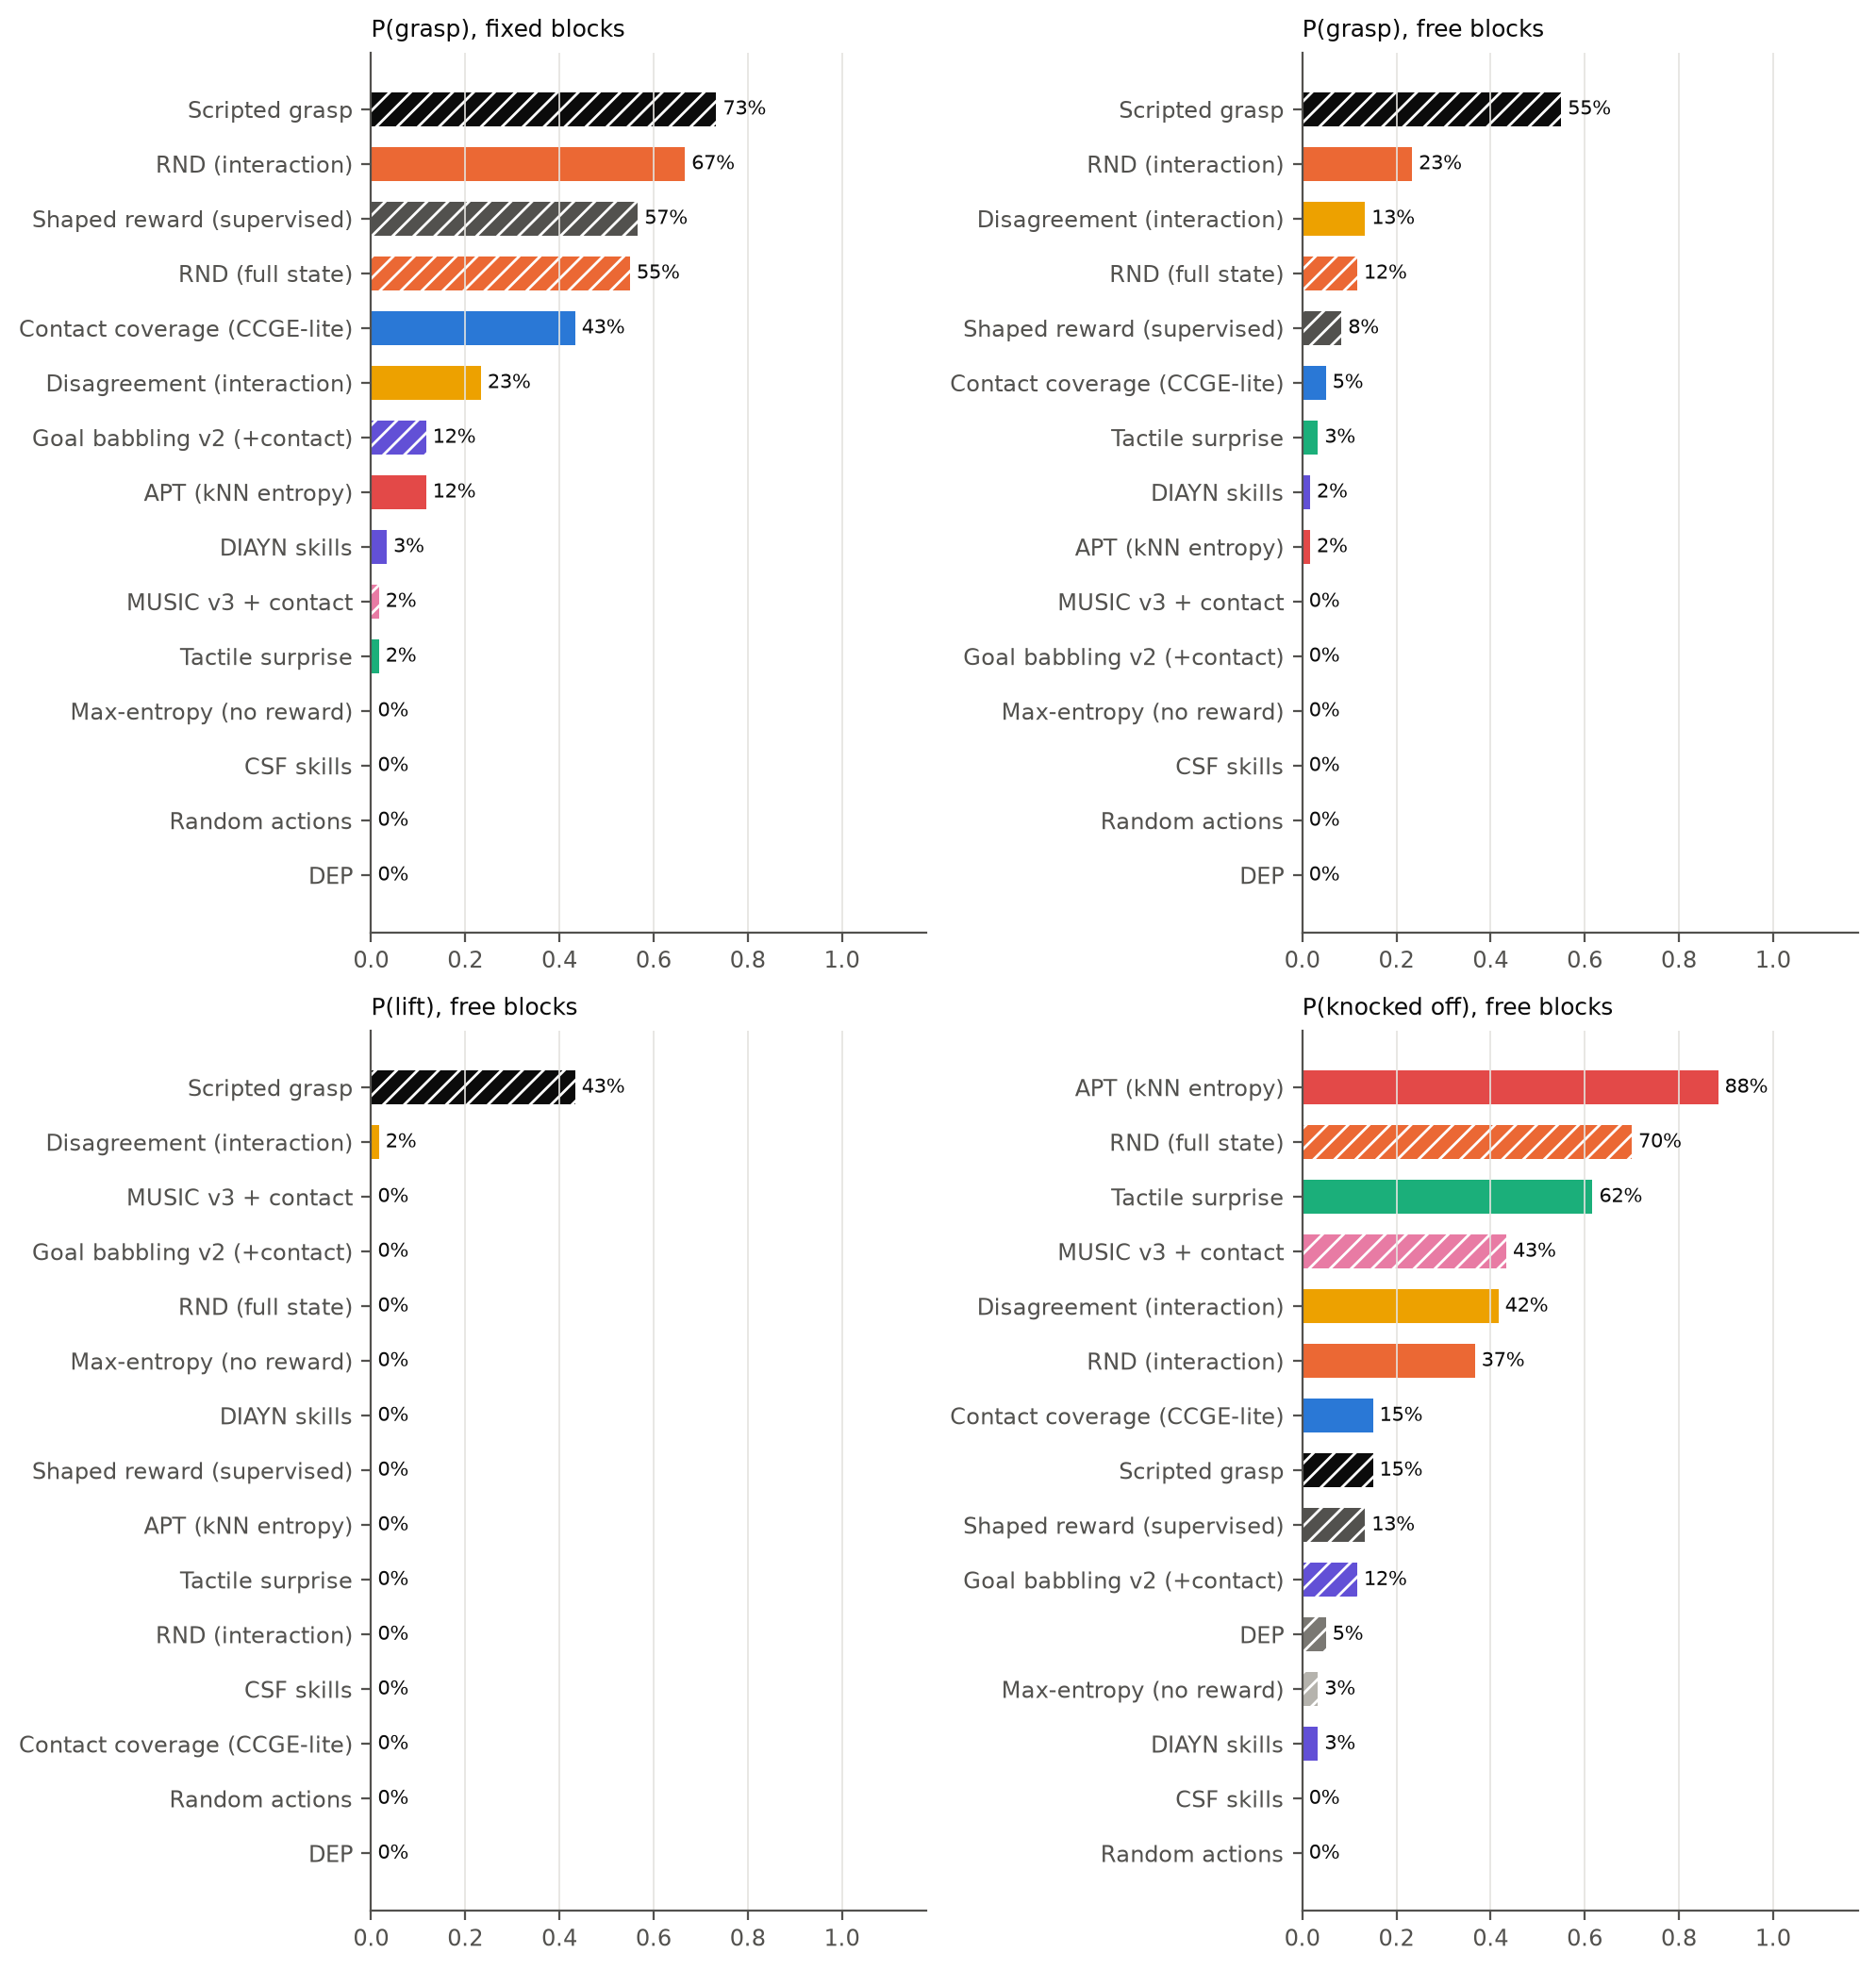 P(grasp), fixed blocks
Scripted grasp 73%
RND (interaction) 67%
Shaped reward (supervised) 57%
RND (full state) 55%
Contact coverage (CCGE-lite) 43%
Disagreement (interaction) 23%
Goal babbling v2 (+contact) 12%
APT (kNN entropy) 12%
DIAYN skills 3%
MUSIC v3 + contact 2%
Tactile surprise 2%
Max-entropy (no reward) 0%
CSF skills 0%
Random actions 0%
DEP 0%
0.0 0.2 0.4 0.6 0.8 1.0
P(grasp), free blocks
Scripted grasp 55%
RND (interaction) 23%
Disagreement (interaction) 13%
RND (full state) 12%
Shaped reward (supervised) 8%
Contact coverage (CCGE-lite) 5%
Tactile surprise 3%
DIAYN skills 2%
APT (kNN entropy) 2%
MUSIC v3 + contact 0%
Goal babbling v2 (+contact) 0%
Max-entropy (no reward) 0%
CSF skills 0%
Random actions 0%
DEP 0%
0.0 0.2 0.4 0.6 0.8 1.0
P(lift), free blocks
Scripted grasp 43%
Disagreement (interaction) 2%
MUSIC v3 + contact 0%
Goal babbling v2 (+contact) 0%
RND (full state) 0%
Max-entropy (no reward) 0%
DIAYN skills 0%
Shaped reward (supervised) 0%
APT (kNN entropy) 0%
Tactile surprise 0%
RND (interaction) 0%
CSF skills 0%
Contact coverage (CCGE-lite) 0%
Random actions 0%
DEP 0%
0.0 0.2 0.4 0.6 0.8 1.0
P(knocked off), free blocks
APT (kNN entropy) 88%
RND (full state) 70%
Tactile surprise 62%
MUSIC v3 + contact 43%
Disagreement (interaction) 42%
RND (interaction) 37%
Contact coverage (CCGE-lite) 15%
Scripted grasp 15%
Shaped reward (supervised) 13%
Goal babbling v2 (+contact) 12%
DEP 5%
Max-entropy (no reward) 3%
DIAYN skills 3%
CSF skills 0%
Random actions 0%
0.0 0.2 0.4 0.6 0.8 1.0